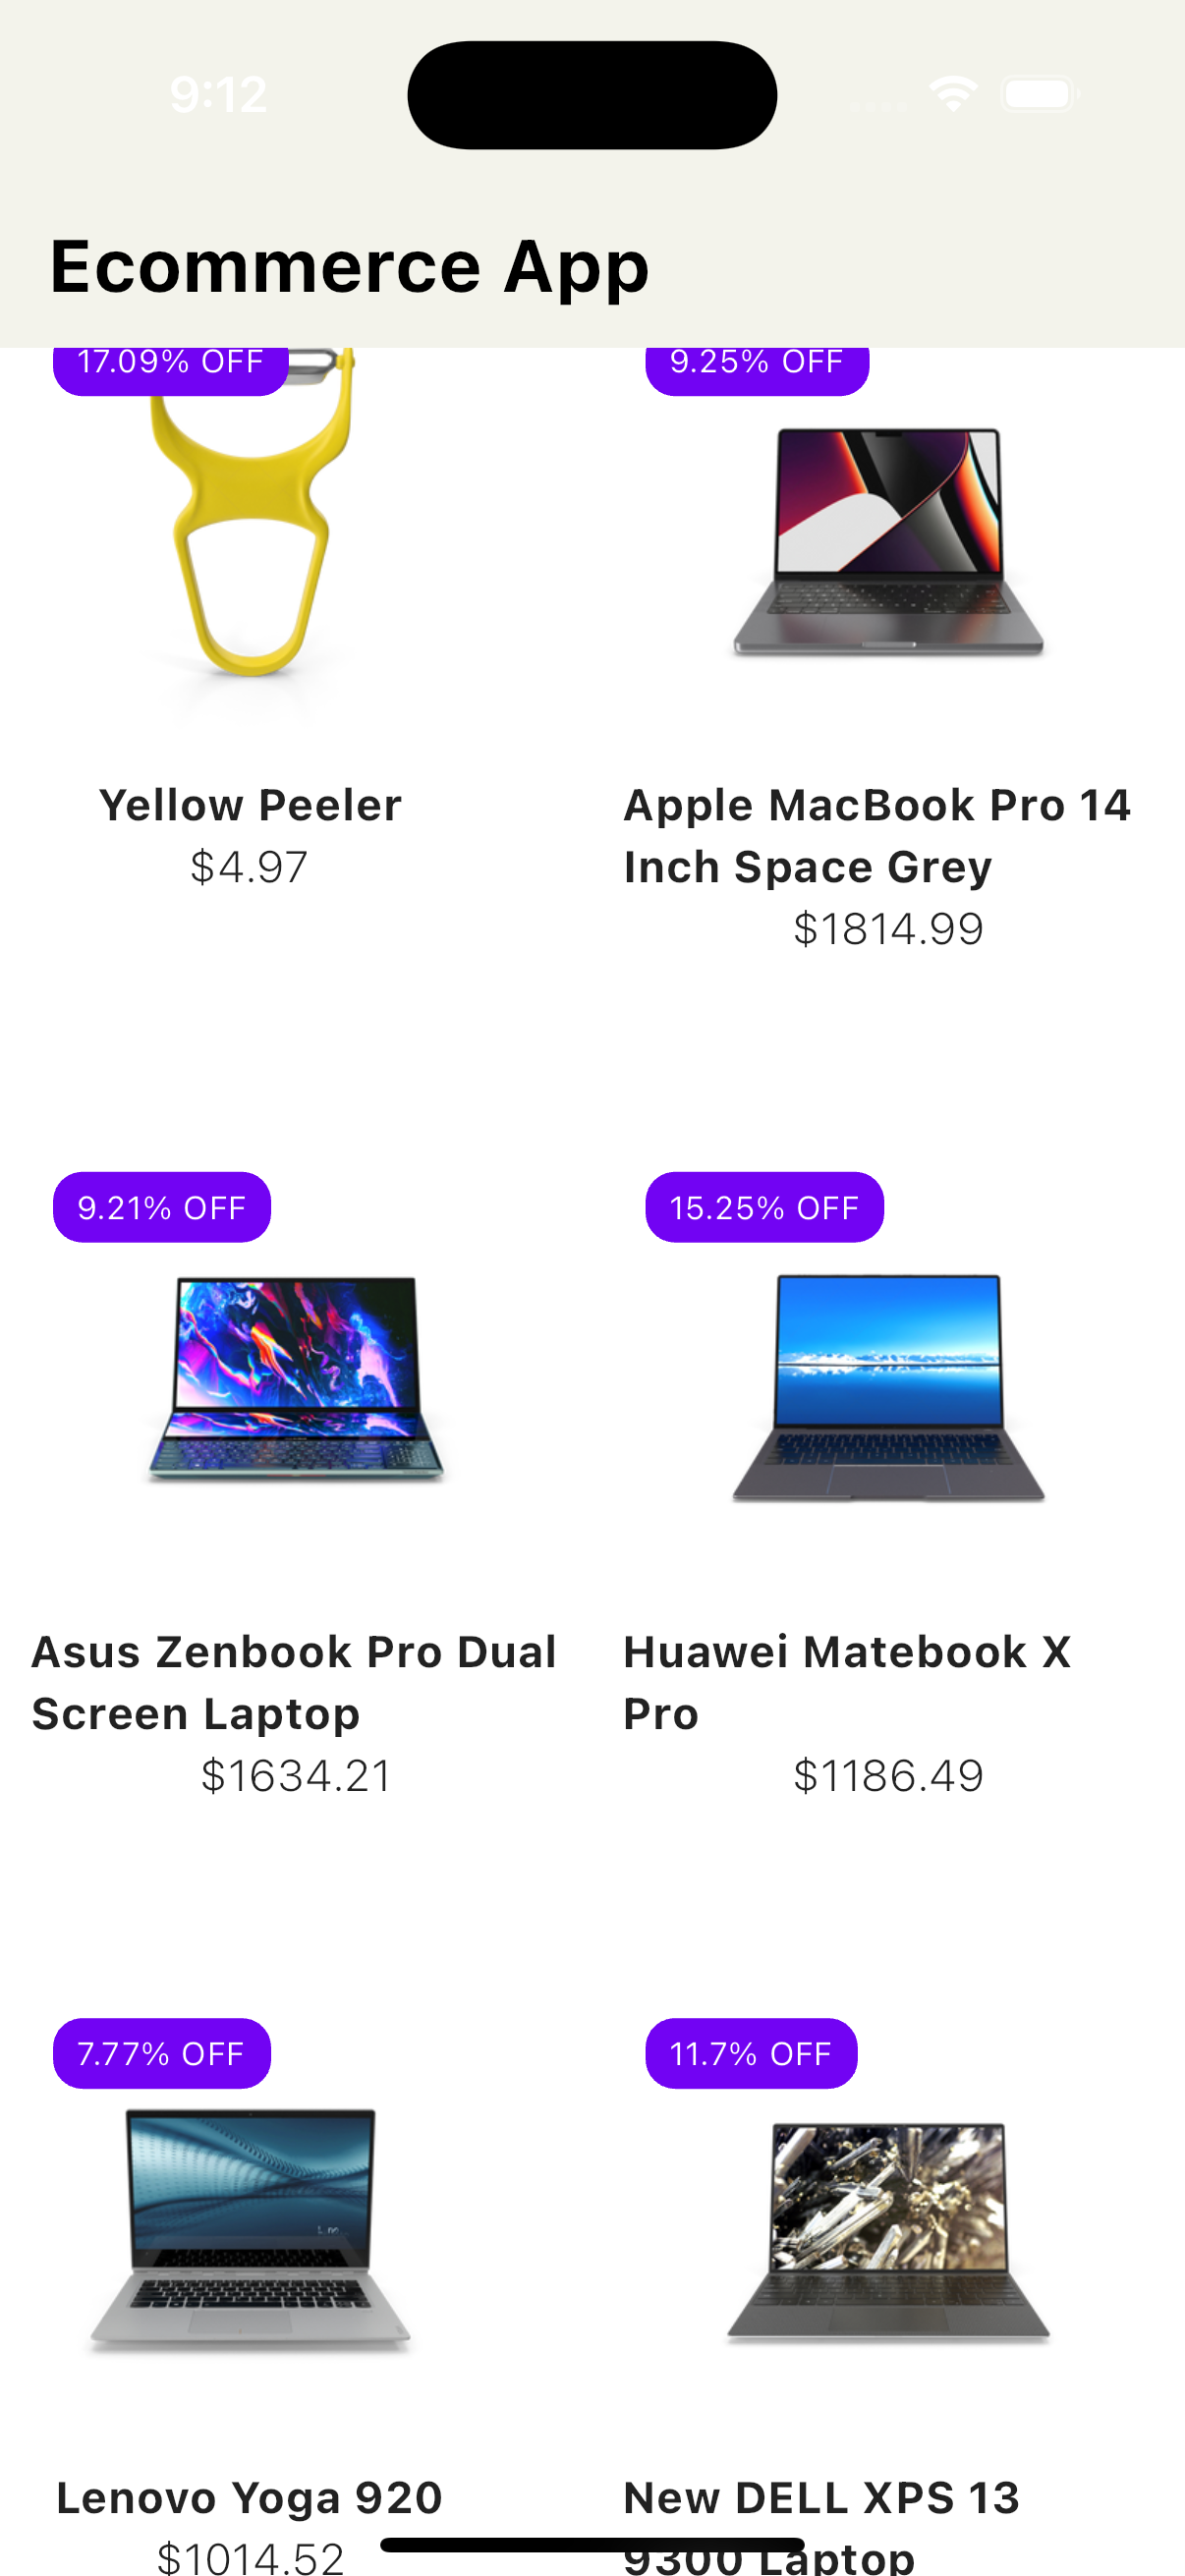 9:12
Ecommerce App
17.09% OFF
9.25% OFF
Yellow Peeler
$4.97
Apple MacBook Pro 14
Inch Space Grey
$1814.99
9.21% OFF
15.25% OFF
Asus Zenbook Pro Dual
Screen Laptop
$1634.21
Huawei Matebook X
Pro
$1186.49
7.77% OFF
11.7% OFF
Lenovo Yoga 920
$1014.52
New DELL XPS 13
9300 Laptop